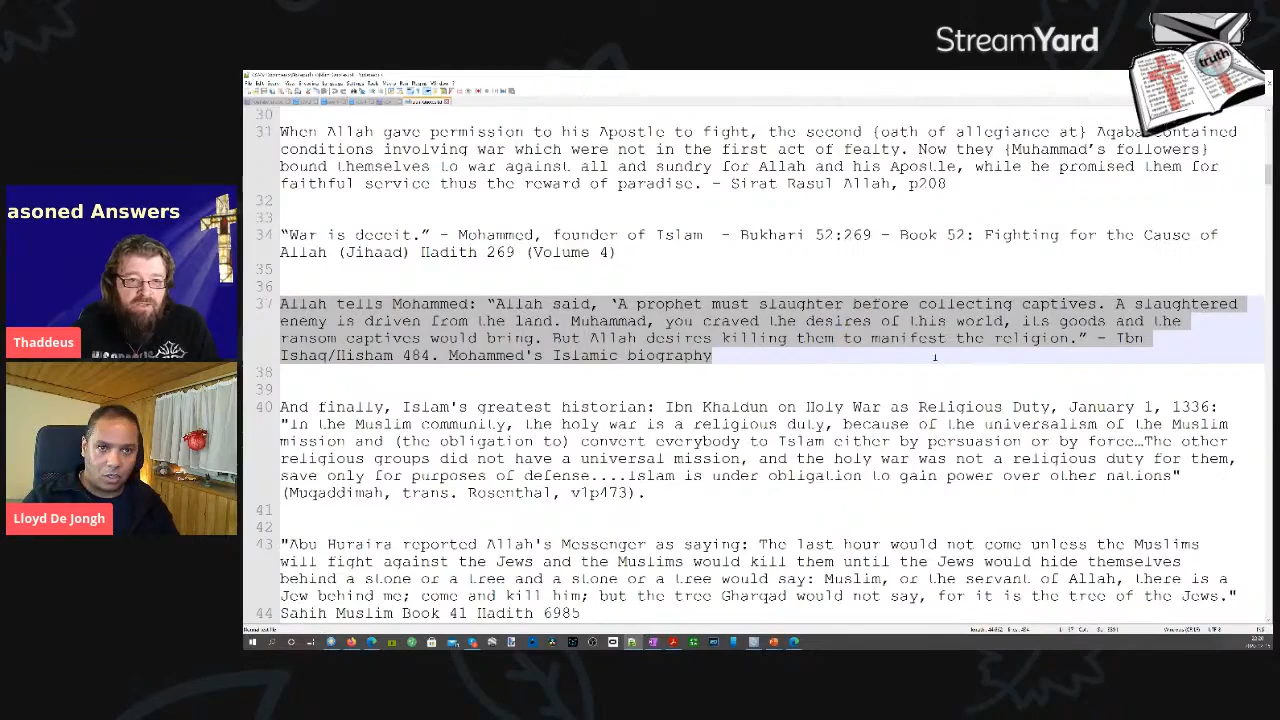 StreamYard
truth
30
31 When Allah gave permission to his Apostle to fight, the second {oath of allegiance at} Aqaba contained
conditions involving war which were not in the first act of fealty. Now they {Muhammad's followers}
bound themselves to war against all and sundry for Allah and his Apostle, while he promised them for
faithful service thus the reward of paradise. – Sirat Rasul Allah, p208
32
33
34 “War is deceit.” – Mohammed, founder of Islam – Bukhari 52:269 – Book 52: Fighting for the Cause of
Allah (Jihaad) Hadith 269 (Volume 4)
35
36
37 Allah tells Mohammed: “Allah said, ‘A prophet must slaughter before collecting captives. A slaughtered
enemy is driven from the land. Muhammad, you craved the desires of this world, its goods and the
ransom captives would bring. But Allah desires killing them to manifest the religion.” – Ibn
Ishaq/Hisham 484. Mohammed's Islamic biography
38
39
40 And finally, Islam's greatest historian: Ibn Khaldun on Holy War as Religious Duty, January 1, 1336:
"In the Muslim community, the holy war is a religious duty, because of the universalism of the Muslim
mission and (the obligation to) convert everybody to Islam either by persuasion or by force…The other
religious groups did not have a universal mission, and the holy war was not a religious duty for them,
save only for purposes of defense....Islam is under obligation to gain power over other nations"
(Muqaddimah, trans. Rosenthal, v1p473).
41
42
43 "Abu Huraira reported Allah's Messenger as saying: The last hour would not come unless the Muslims
will fight against the Jews and the Muslims would kill them until the Jews would hide themselves
behind a stone or a tree and a stone or a tree would say: Muslim, or the servant of Allah, there is a
Jew behind me; come and kill him; but the tree Gharqad would not say, for it is the tree of the Jews."
44 Sahih Muslim Book 41 Hadith 6985
asoned Answers
Thaddeus
Lloyd De Jongh